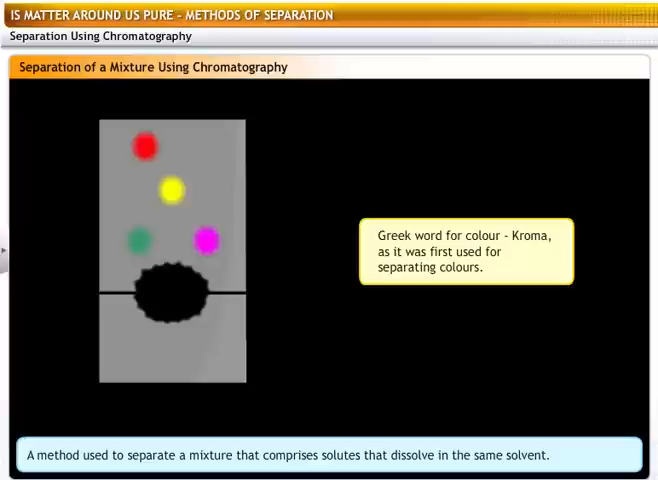 IS MATTER AROUND US PURE - METHODS OF SEPARATION
Separation Using Chromatography
Separation of a Mixture Using Chromatography
Greek word for colour - Kroma,
as it was first used for
separating colours.
A method used to separate a mixture that comprises solutes that dissolve in the same solvent.